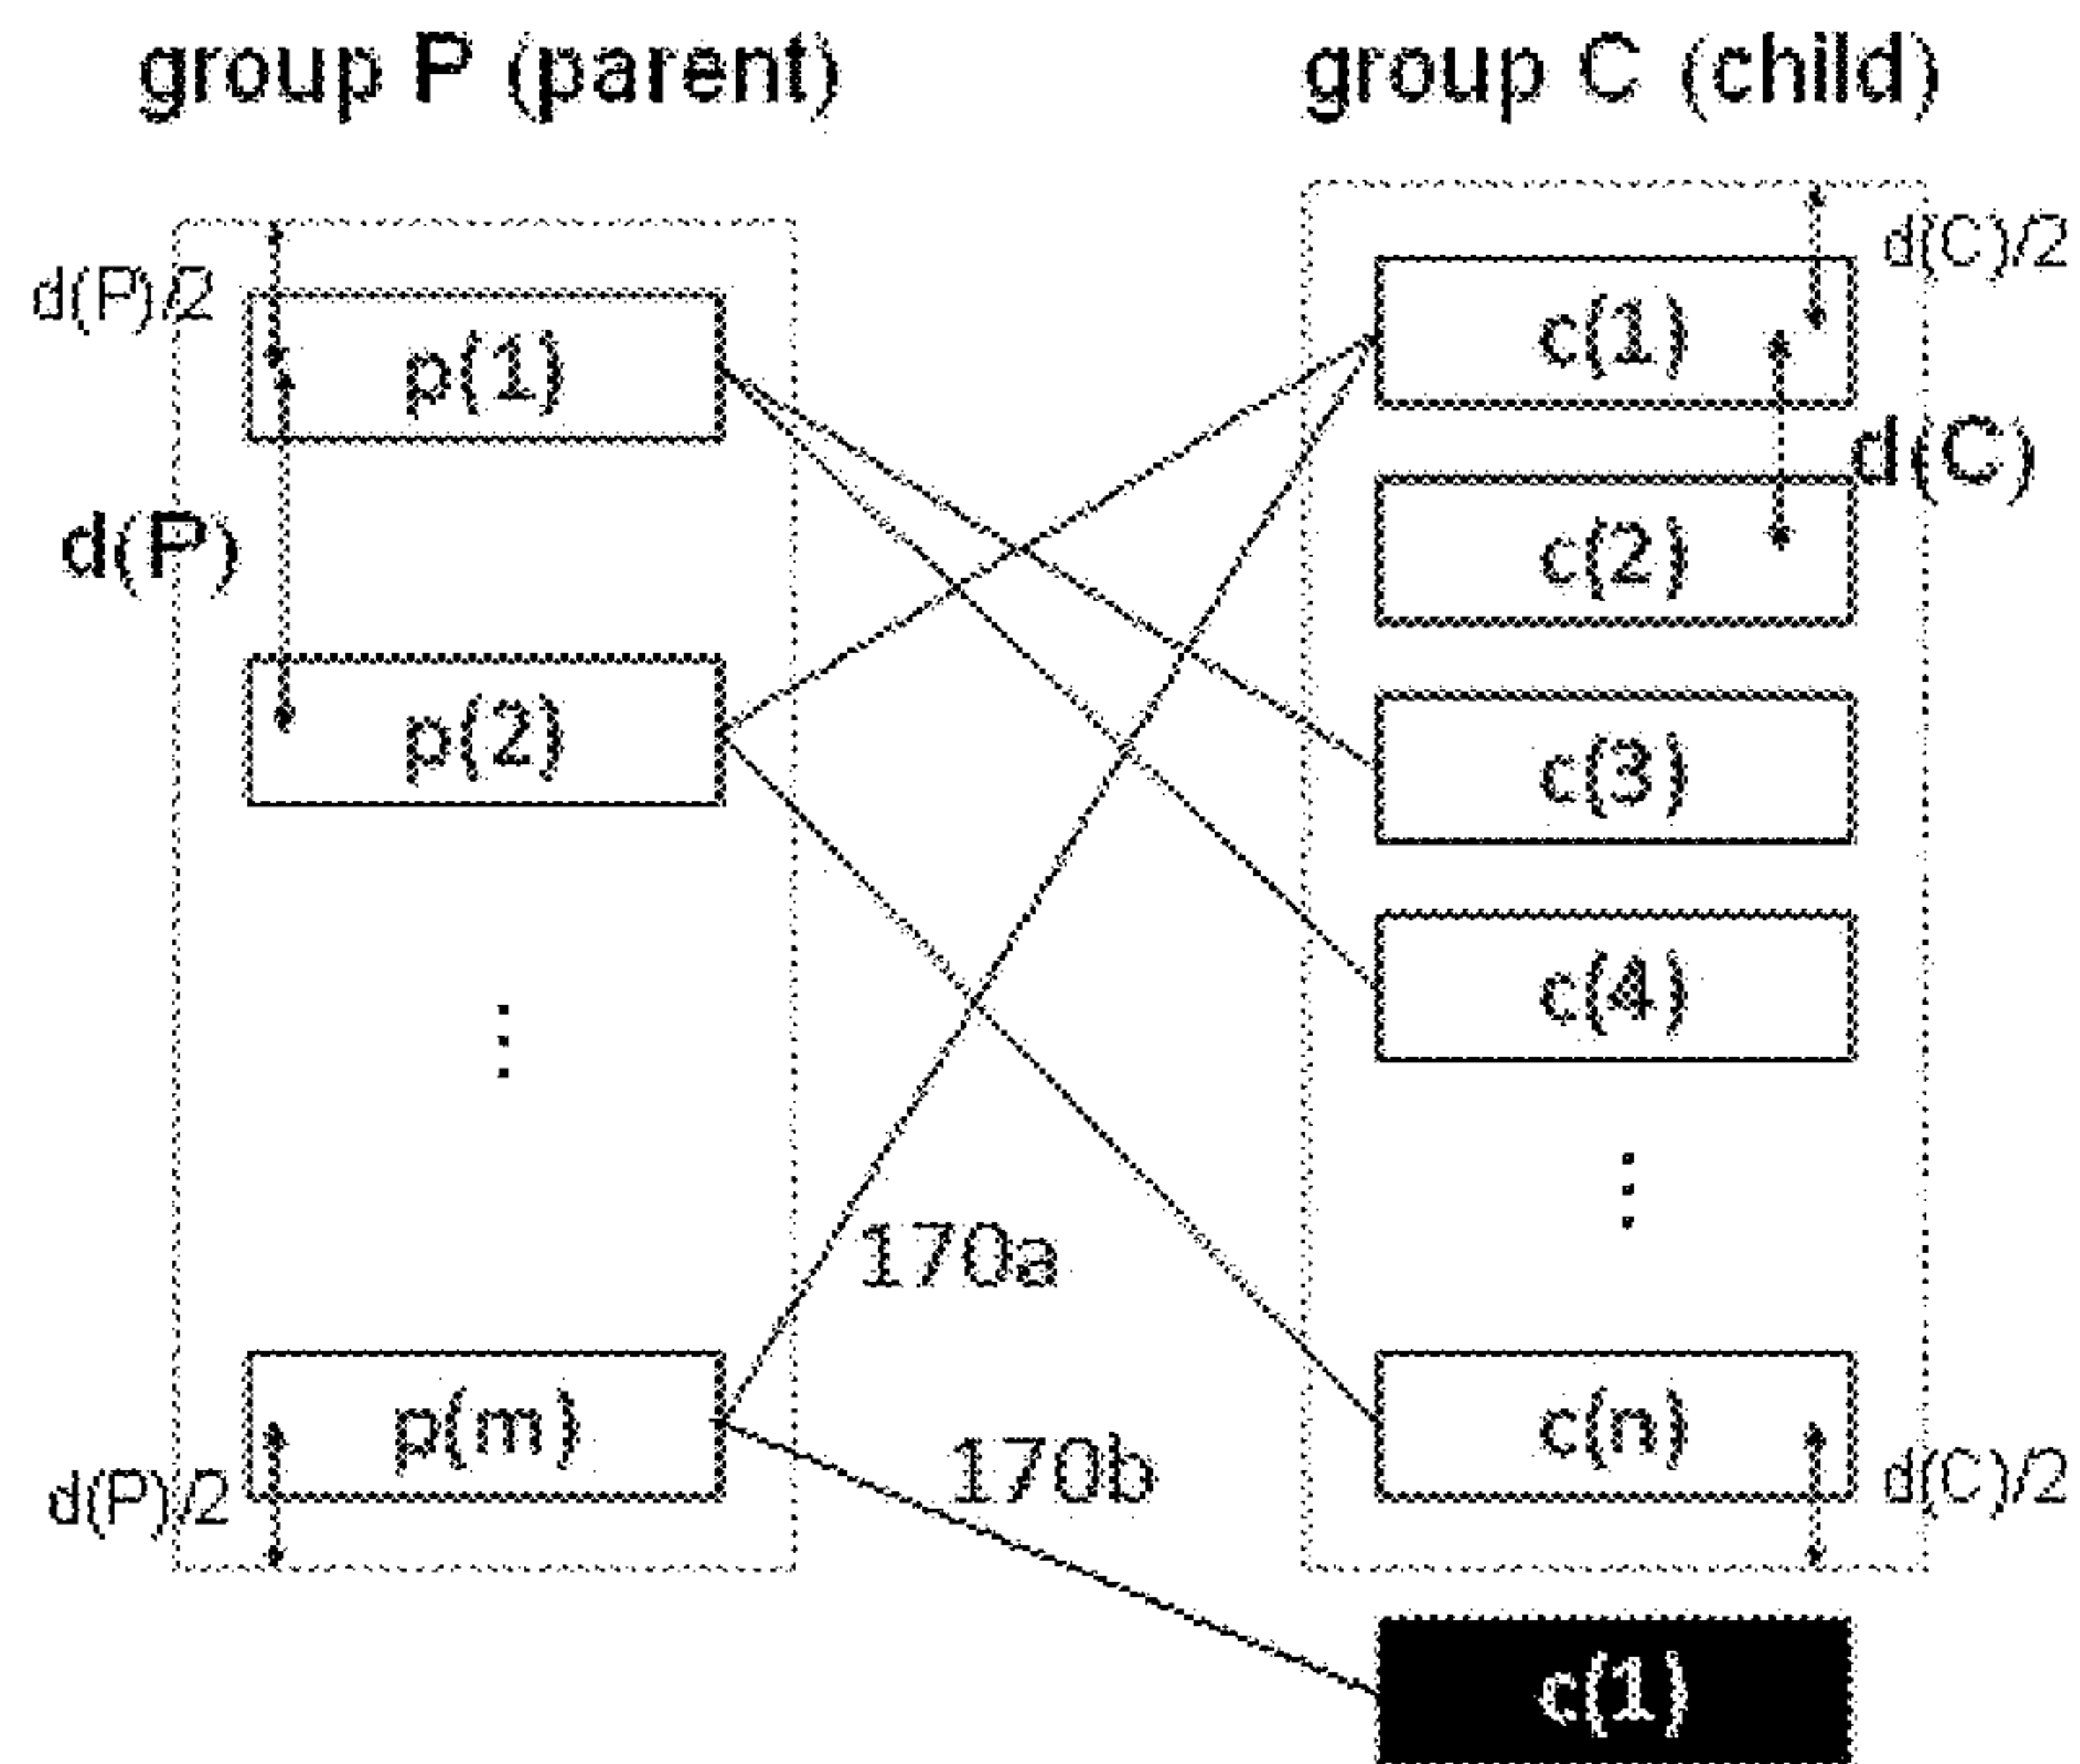 group P (parent)
group C (child)
d(P)/2
p(1)
d(P)
p(2)
⋮
p(m)
d(P)/2
170a
170b
d(C)/2
c(1)
d(C)
c(2)
c(3)
c(4)
⋮
c(n)
d(C)/2
c(1)